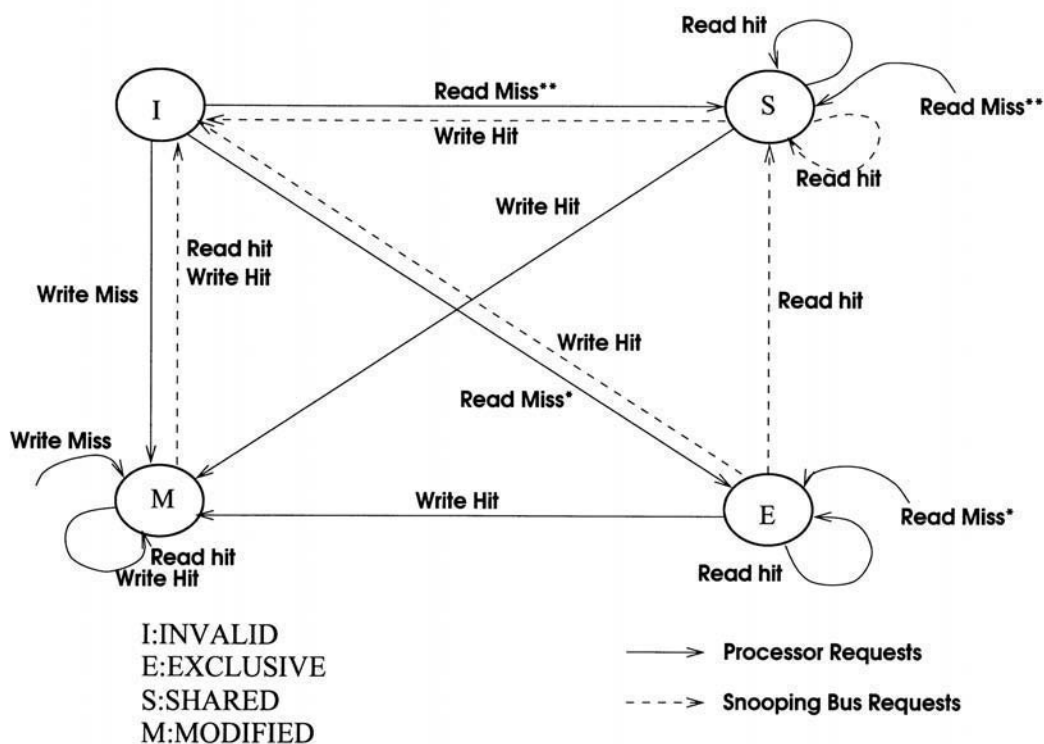 Read hit
I
Read Miss**
S
Read Miss**
Write Hit
Read hit
Write Hit
Read hit
Write Hit
Write Miss
Read hit
Write Hit
Read Miss*
Write Miss
M
Write Hit
E
Read Miss*
Read hit
Write Hit
Read hit
I:INVALID
E:EXCLUSIVE
S:SHARED
M:MODIFIED
Processor Requests
Snooping Bus Requests